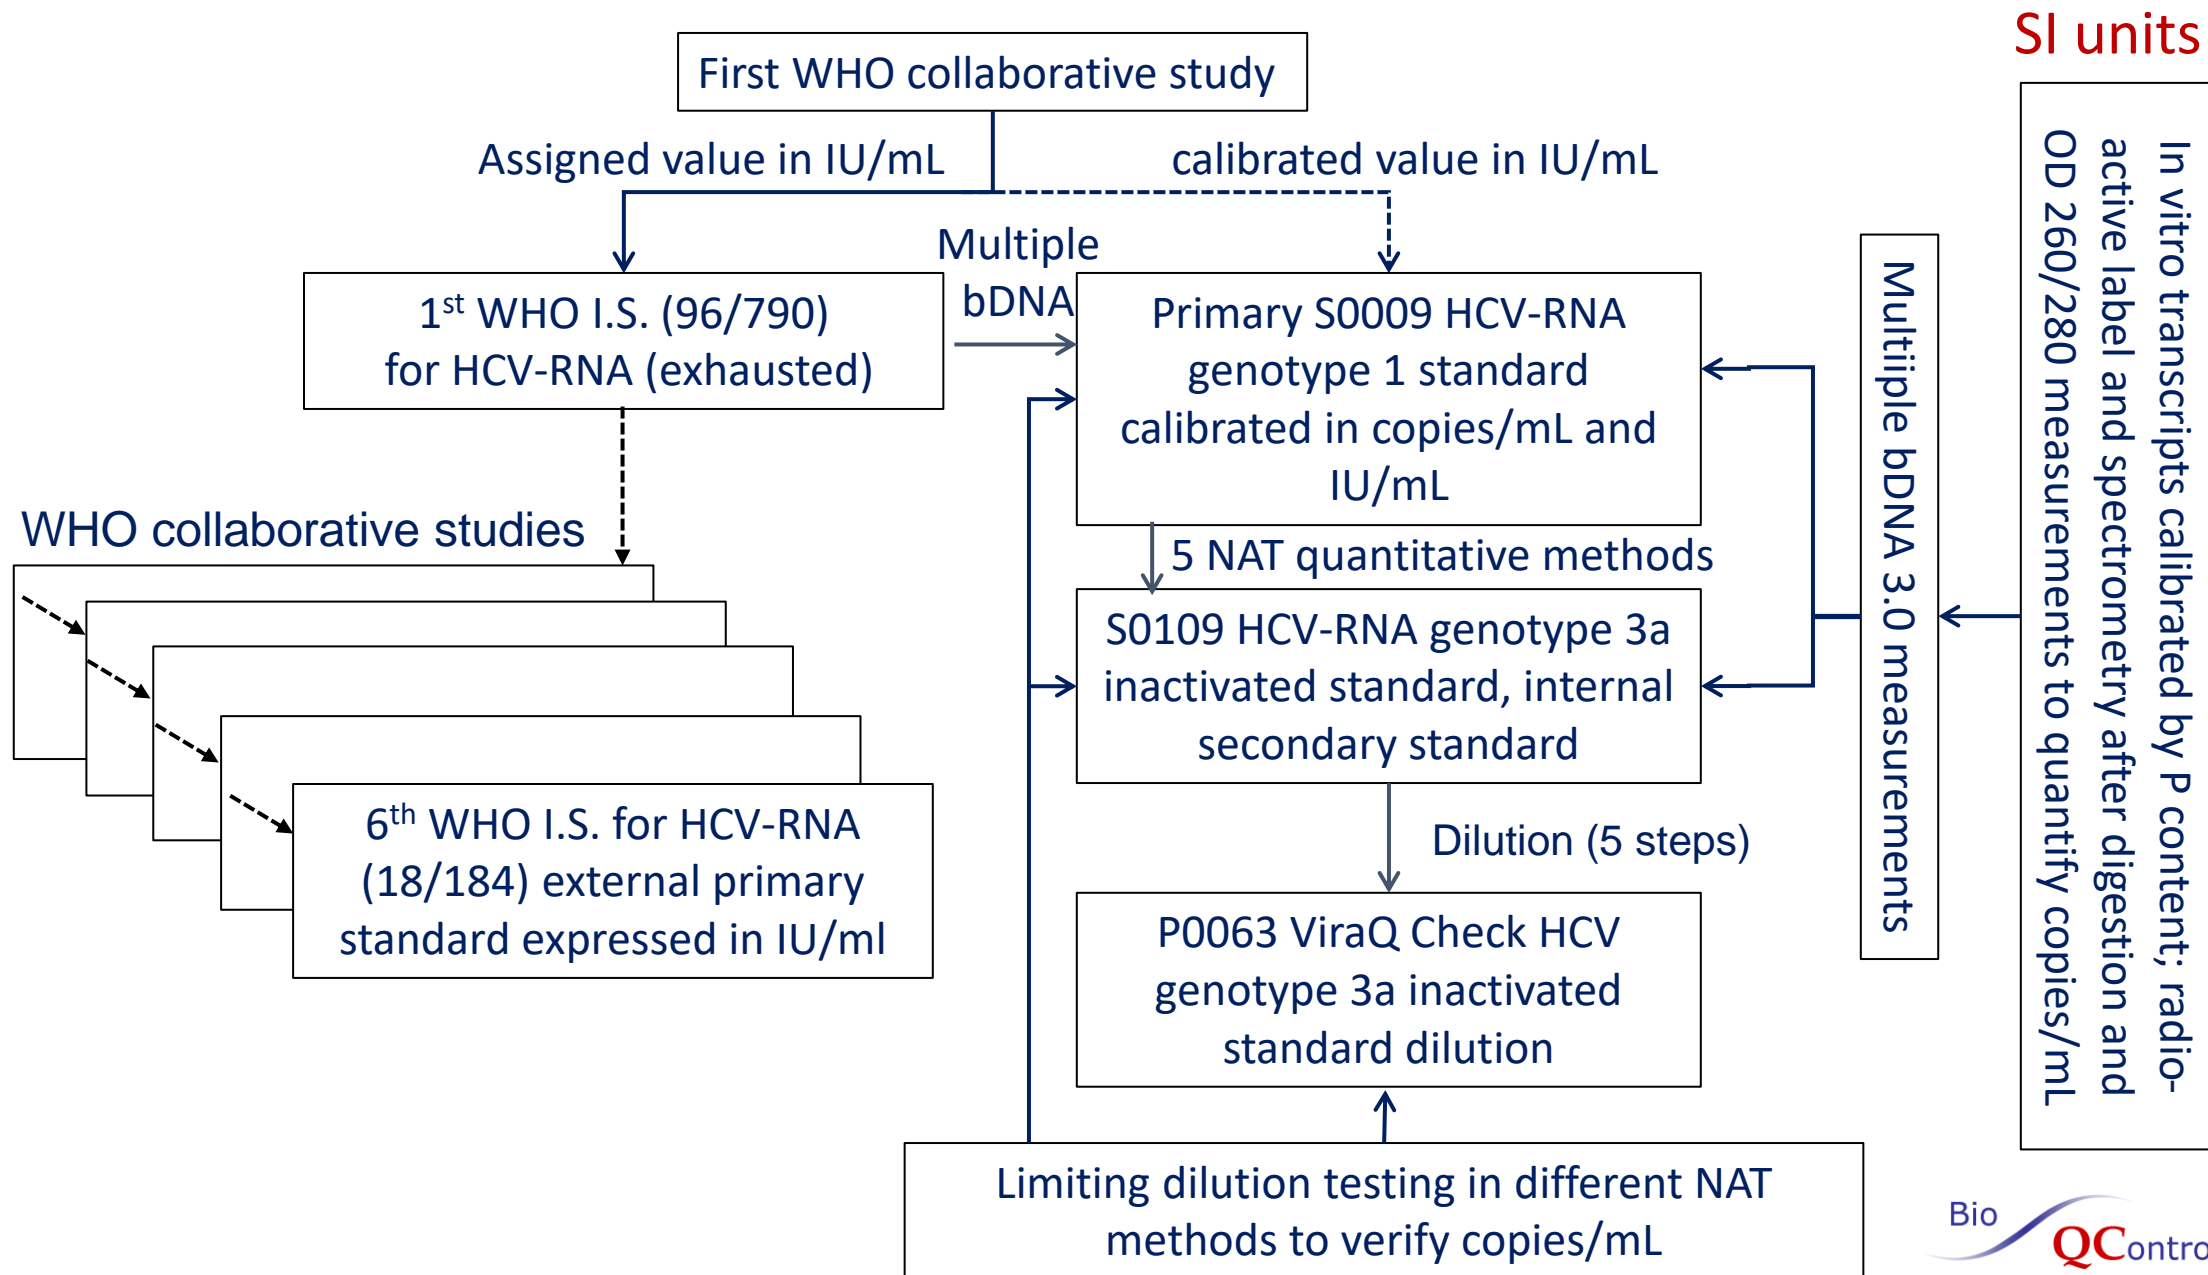 SI units
First WHO collaborative study
Assigned value in IU/mL
calibrated value in IU/mL
Multiple
bDNA
1st WHO I.S. (96/790)
for HCV-RNA (exhausted)
Primary S0009 HCV-RNA
genotype 1 standard
calibrated in copies/mL and
IU/mL
WHO collaborative studies
5 NAT quantitative methods
S0109 HCV-RNA genotype 3a
inactivated standard, internal
secondary standard
6th WHO I.S. for HCV-RNA
(18/184) external primary
standard expressed in IU/ml
Dilution (5 steps)
P0063 ViraQ Check HCV
genotype 3a inactivated
standard dilution
Limiting dilution testing in different NAT
methods to verify copies/mL
Multiiple bDNA 3.0 measurements
In vitro transcripts calibrated by P content; radio-
active label and spectrometry after digestion and
OD 260/280 measurements to quantify copies/mL
Bio
QControl